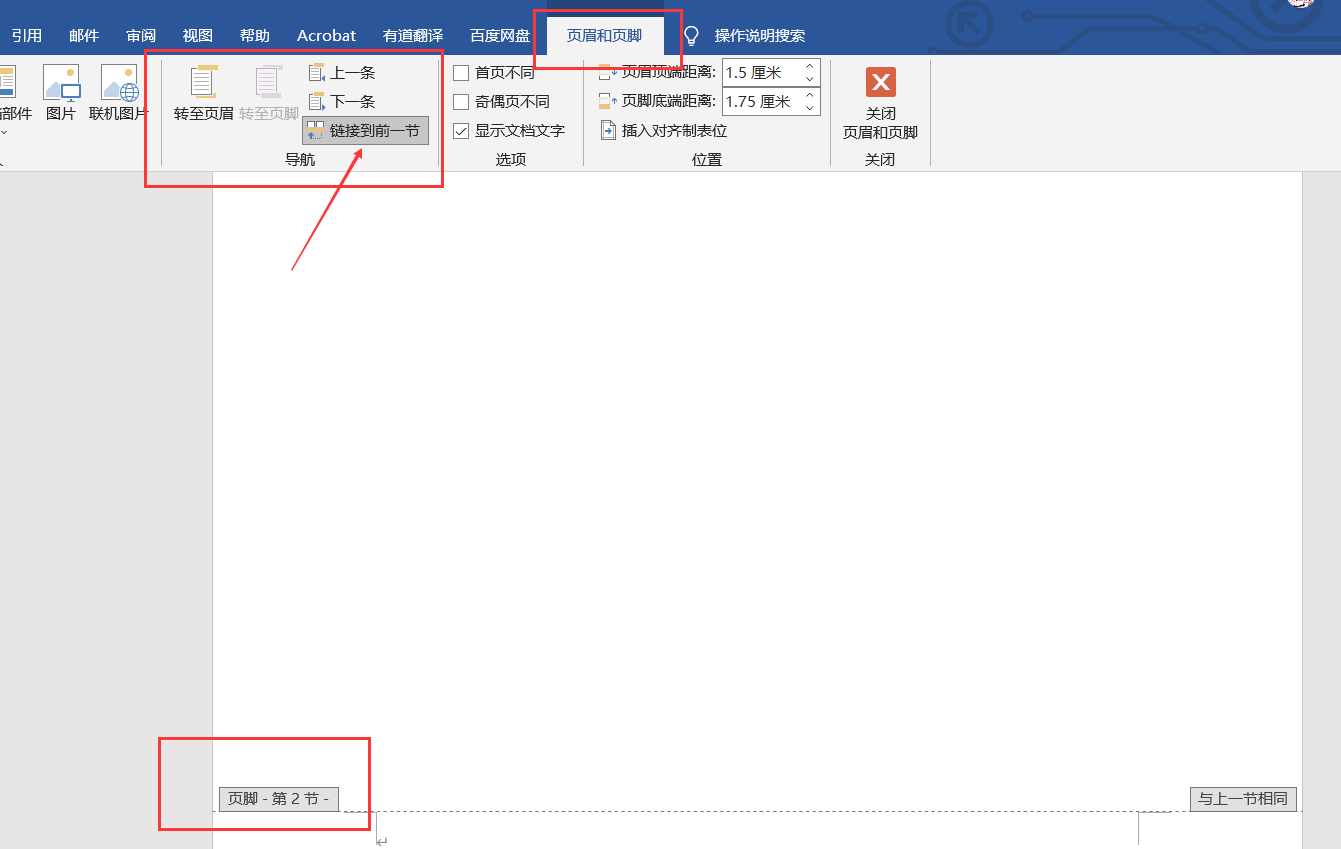 引用 邮件 审阅 视图 帮助 Acrobat 有道翻译 百度网盘 页眉和页脚 操作说明搜索
部件 图片 联机图片 转至页眉 转至页脚
上一条
下一条
链接到前一节
导航
首页不同
奇偶页不同
显示文档文字
选项
页眉顶端距离: 1.5 厘米
页脚底端距离: 1.75 厘米
插入对齐制表位
位置
关闭
页眉和页脚
关闭
页脚 - 第 2 节 -
与上一节相同